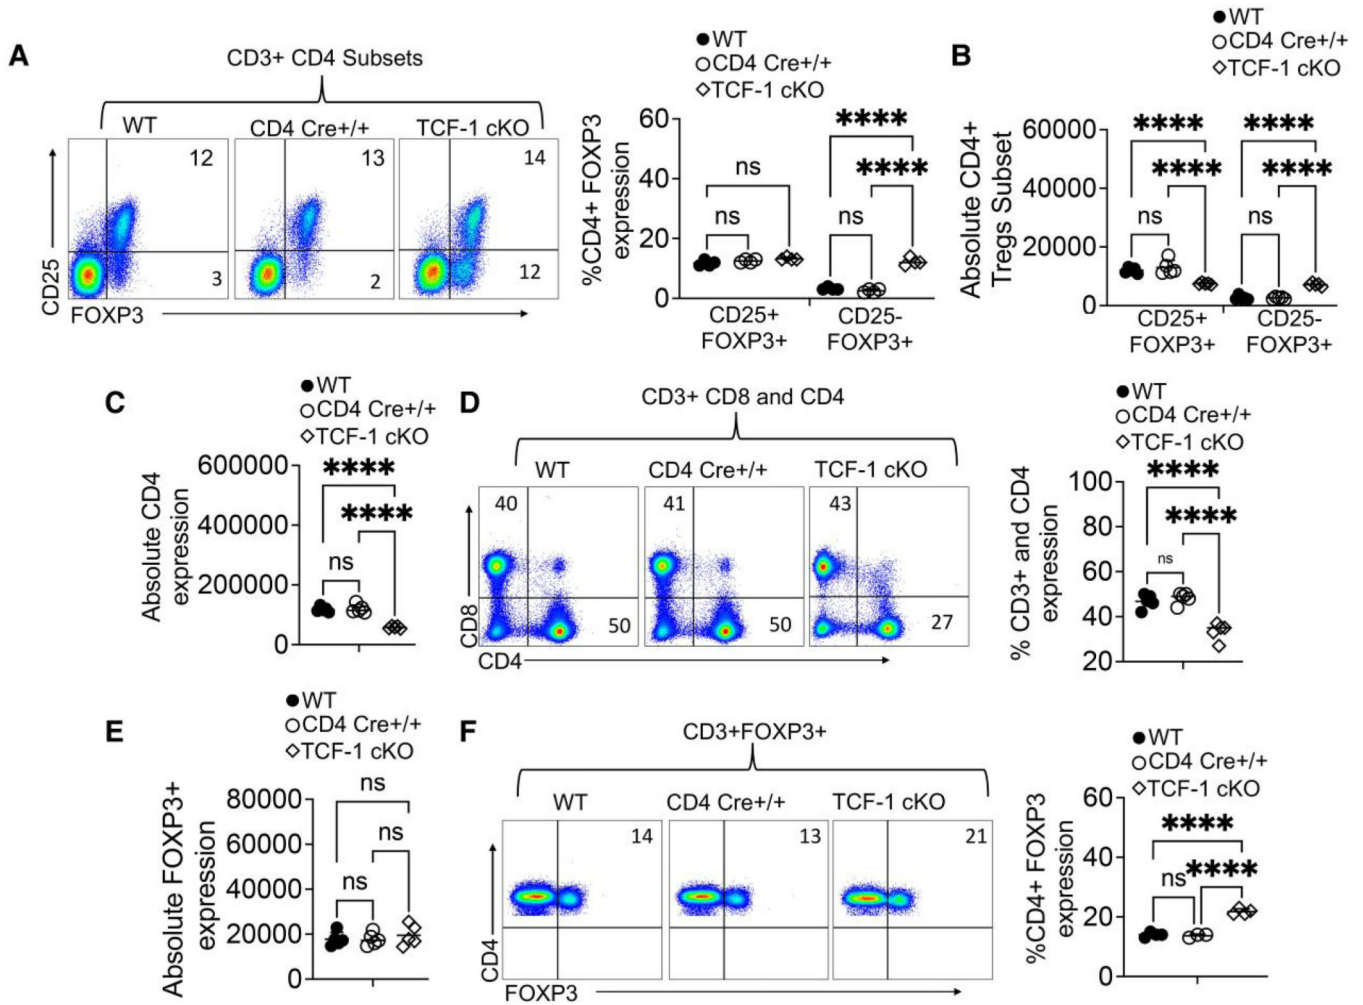 A
CD3+ CD4 Subsets
WT
CD4 Cre+/+
TCF-1 cKO
12
3
13
2
14
12
CD25
FOXP3
●WT
○CD4 Cre+/+
◇TCF-1 cKO
%CD4+ FOXP3
expression
60
40
20
0
ns
ns
ns
****
****
CD25+
FOXP3+
CD25-
FOXP3+
B
●WT
○CD4 Cre+/+
◇TCF-1 cKO
Absolute CD4+
Tregs Subset
60000
40000
20000
0
****
****
ns
****
****
ns
CD25+
FOXP3+
CD25-
FOXP3+
C
●WT
○CD4 Cre+/+
◇TCF-1 cKO
Absolute CD4
expression
600000
400000
200000
0
****
****
ns
D
CD3+ CD8 and CD4
WT
CD4 Cre+/+
TCF-1 cKO
40
50
41
50
43
27
CD8
CD4
●WT
○CD4 Cre+/+
◇TCF-1 cKO
% CD3+ and CD4
expression
100
80
60
40
20
****
****
ns
E
●WT
○CD4 Cre+/+
◇TCF-1 cKO
Absolute FOXP3+
expression
80000
60000
40000
20000
0
ns
ns
ns
F
CD3+FOXP3+
WT
CD4 Cre+/+
TCF-1 cKO
14
13
21
CD4
FOXP3
●WT
○CD4 Cre+/+
◇TCF-1 cKO
%CD4+ FOXP3
expression
60
40
20
0
****
****
ns